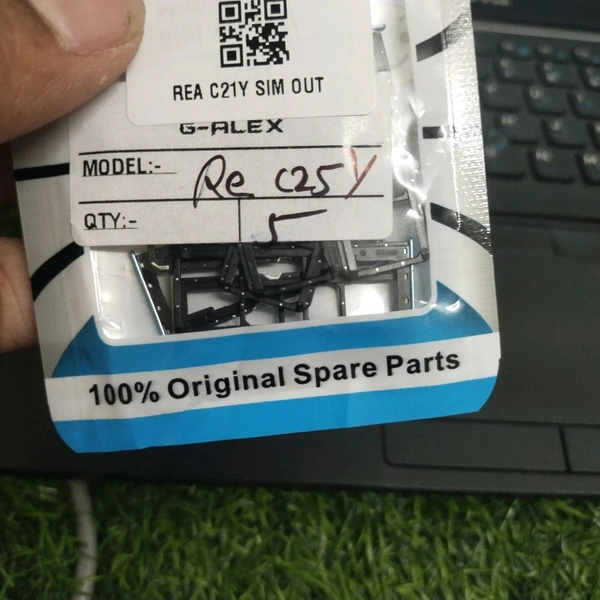 REA C21Y SIM OUT
G-ALEX
MODEL:- Re C25Y
QTY:- 5
100% Original Spare Parts